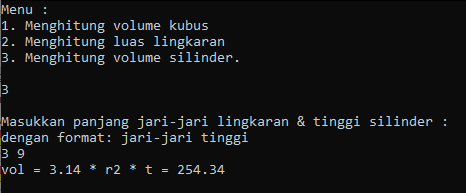 Menu :
1. Menghitung volume kubus
2. Menghitung luas lingkaran
3. Menghitung volume silinder.
3
Masukkan panjang jari-jari lingkaran & tinggi silinder :
dengan format: jari-jari tinggi
3 9
vol = 3.14 * r2 * t = 254.34